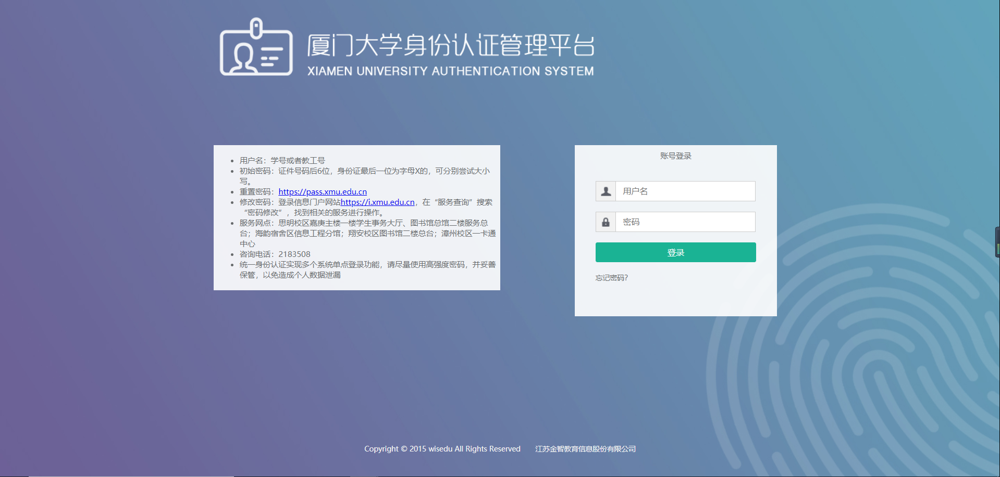 厦门大学身份认证管理平台
XIAMEN UNIVERSITY AUTHENTICATION SYSTEM
用户名：学号或者教工号
初始密码：证件号码后6位，身份证最后一位为字母X的，可分别尝试大小
写。
重置密码：https://pass.xmu.edu.cn
修改密码：登录信息门户网站https://i.xmu.edu.cn，在“服务查询”搜索
“密码修改”，找到相关的服务进行操作。
服务网点：思明校区嘉庚主楼一楼学生事务大厅、图书馆总馆二楼服务总
台；海韵宿舍区信息工程分馆；翔安校区图书馆二楼总台；漳州校区一卡通
中心
咨询电话：2183508
统一身份认证实现多个系统单点登录功能，请尽量使用高强度密码，并妥善
保管，以免造成个人数据泄漏
账号登录
用户名
密码
登录
忘记密码?
Copyright © 2015 wisedu All Rights Reserved 江苏金智教育信息股份有限公司